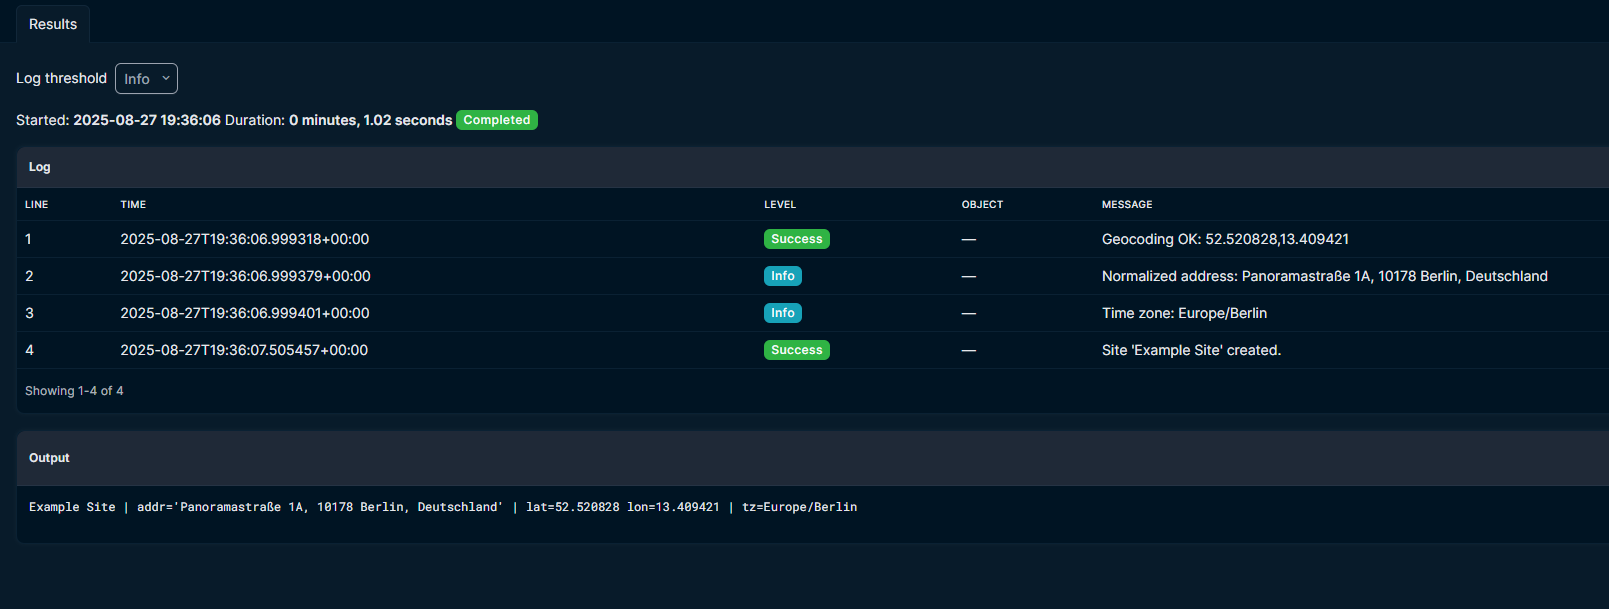 Results
Log threshold Info
Started: 2025-08-27 19:36:06 Duration: 0 minutes, 1.02 seconds Completed
Log
LINE TIME LEVEL OBJECT MESSAGE
1 2025-08-27T19:36:06.999318+00:00 Success — Geocoding OK: 52.520828,13.409421
2 2025-08-27T19:36:06.999379+00:00 Info — Normalized address: Panoramastraße 1A, 10178 Berlin, Deutschland
3 2025-08-27T19:36:06.999401+00:00 Info — Time zone: Europe/Berlin
4 2025-08-27T19:36:07.505457+00:00 Success — Site 'Example Site' created.
Showing 1-4 of 4
Output
Example Site | addr='Panoramastraße 1A, 10178 Berlin, Deutschland' | lat=52.520828 lon=13.409421 | tz=Europe/Berlin